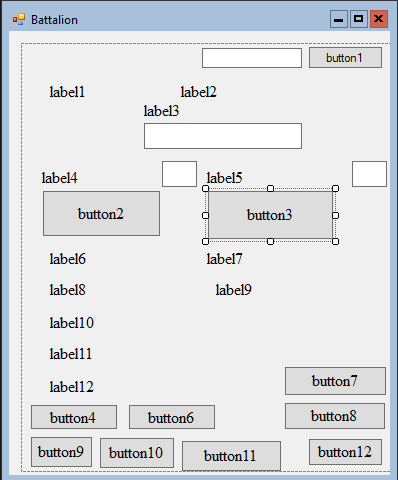 Battalion
button1
label1 label2
label3
label4 label5
button2 button3
label6 label7
label8 label9
label10
label11
label12 button7
button4 button6 button8
button9 button10 button11 button12